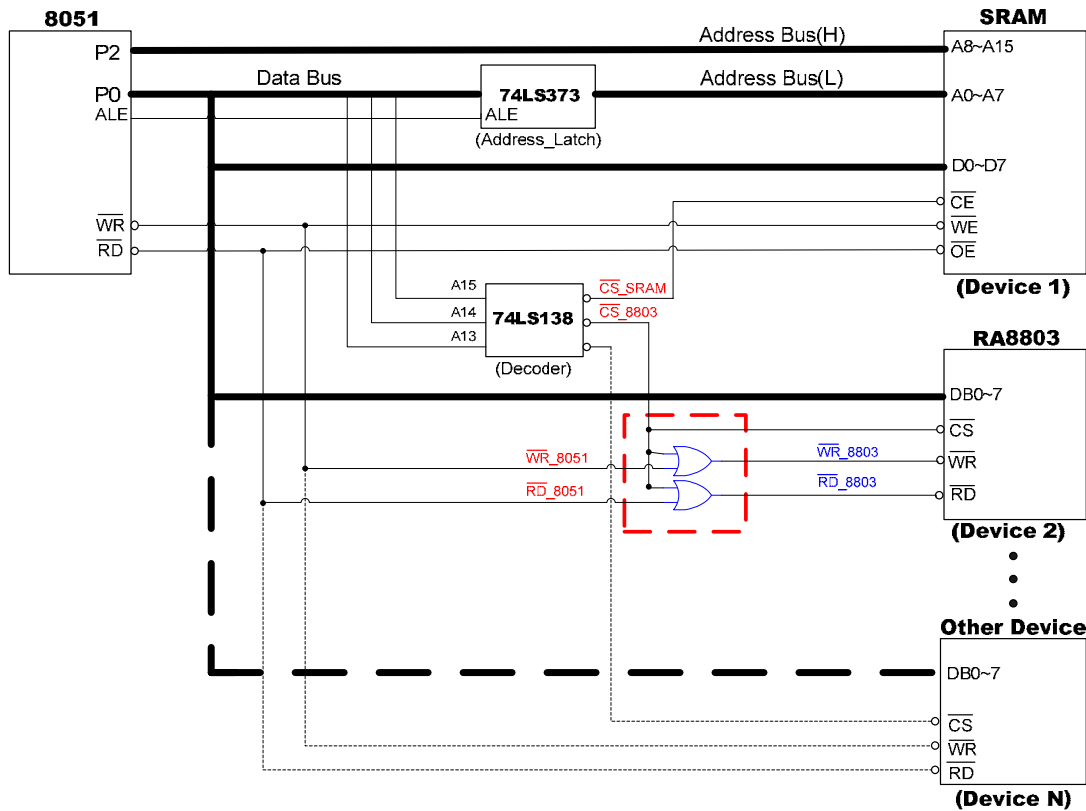 8051
SRAM
P2
Address Bus(H)
A8~A15
Data Bus
Address Bus(L)
P0
74LS373
A0~A7
ALE
ALE
(Address_Latch)
D0~D7
CE
WR
WE
RD
OE
A15
CS_SRAM
(Device 1)
A14
74LS138
CS_8803
A13
RA8803
(Decoder)
DB0~7
CS
WR_8051
WR_8803
WR
RD_8051
RD_8803
RD
(Device 2)
Other Device
DB0~7
CS
WR
RD
(Device N)